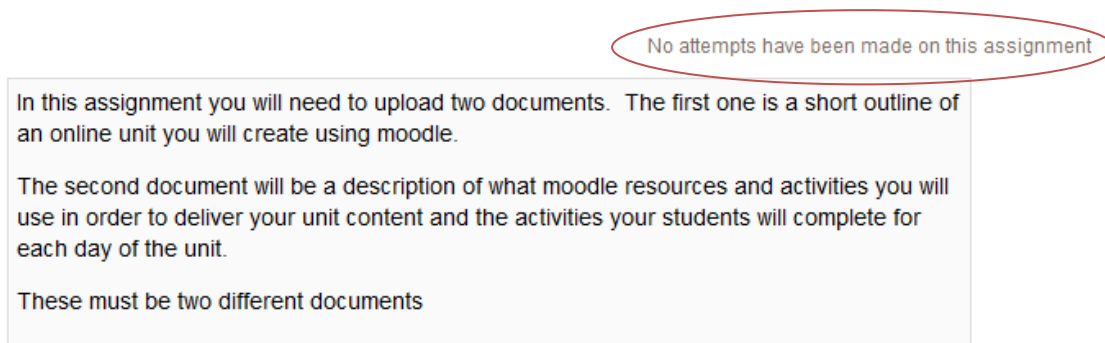 No attempts have been made on this assignment
In this assignment you will need to upload two documents.  The first one is a short outline of
an online unit you will create using moodle.
The second document will be a description of what moodle resources and activities you will
use in order to deliver your unit content and the activities your students will complete for
each day of the unit.
These must be two different documents